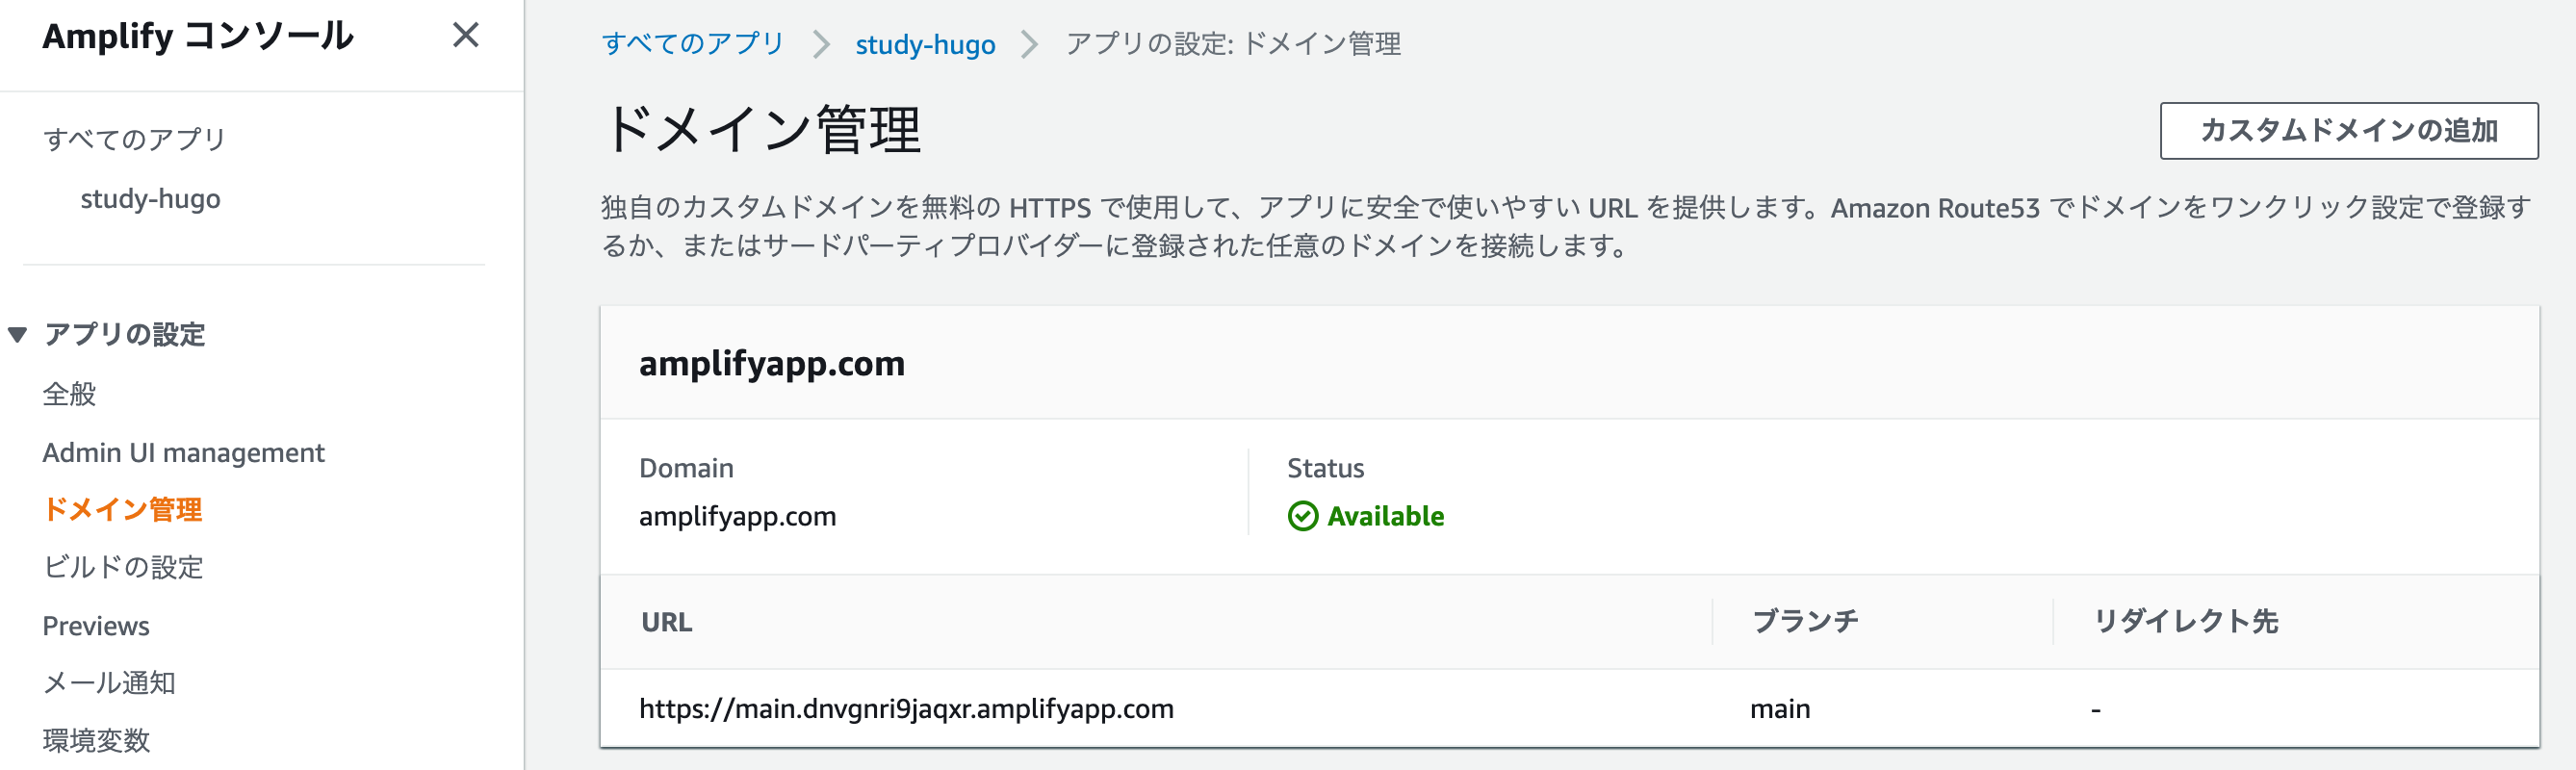 Amplify コンソール
すべてのアプリ
study-hugo
アプリの設定
全般
Admin UI management
ドメイン管理
ビルドの設定
Previews
メール通知
環境変数
すべてのアプリ > study-hugo > アプリの設定: ドメイン管理
ドメイン管理
カスタムドメインの追加
独自のカスタムドメインを無料の HTTPS で使用して、アプリに安全で使いやすい URL を提供します。Amazon Route53 でドメインをワンクリック設定で登録す
るか、またはサードパーティプロバイダーに登録された任意のドメインを接続します。
amplifyapp.com
Domain
amplifyapp.com
Status
Available
URL ブランチ リダイレクト先
https://main.dnvgnri9jaqxr.amplifyapp.com main -